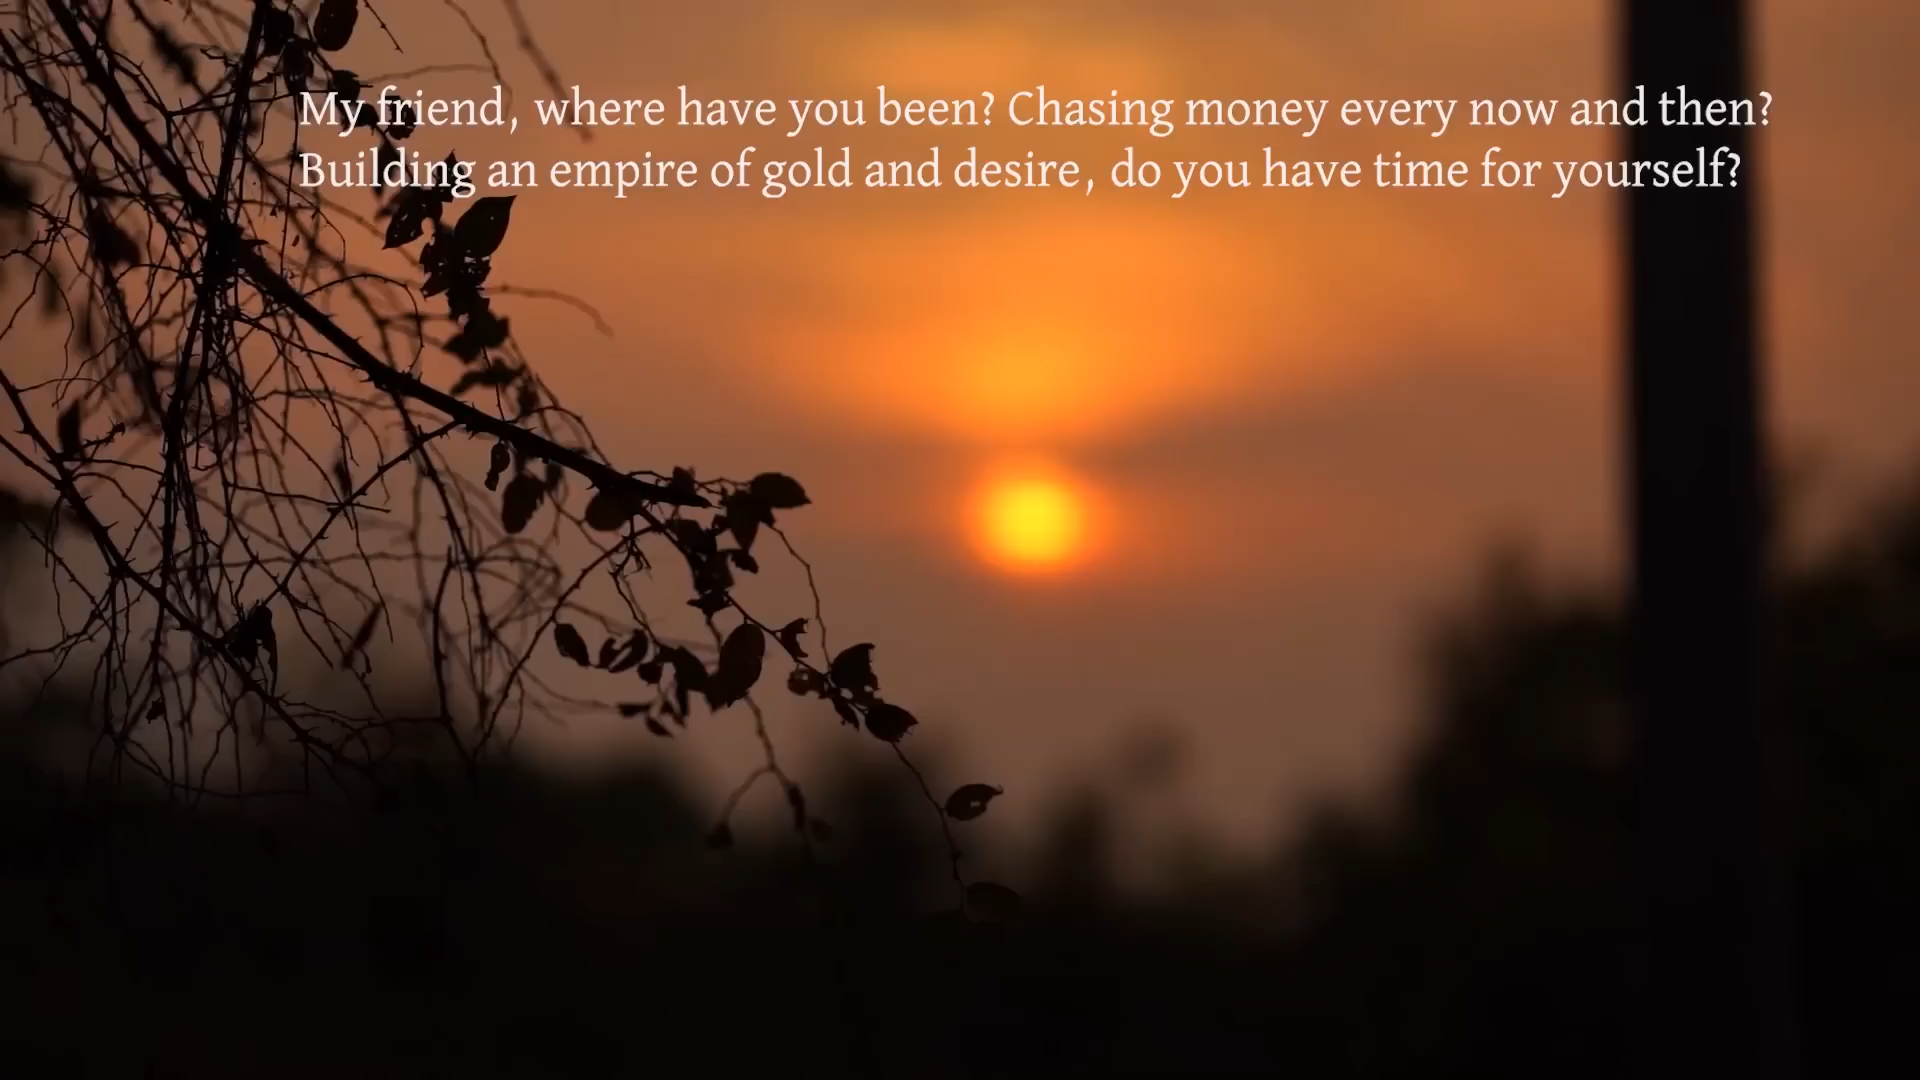 My friend, where have you been? Chasing money every now and then?
Building an empire of gold and desire, do you have time for yourself?